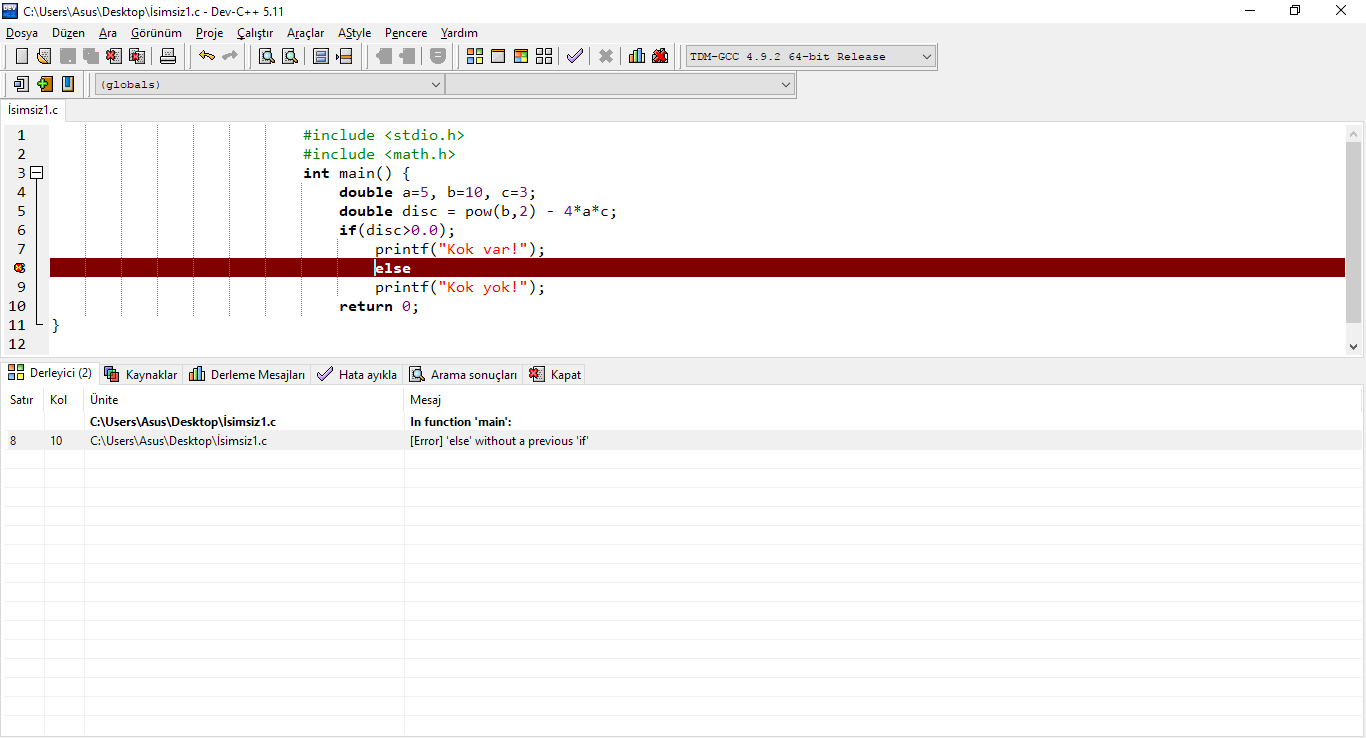 C:\Users\Asus\Desktop\İsimsiz1.c - Dev-C++ 5.11
Dosya Düzen Ara Görünüm Proje Çalıştır Araçlar AStyle Pencere Yardım
TDM-GCC 4.9.2 64-bit Release
(globals)
İsimsiz1.c
1 #include <stdio.h>
2 #include <math.h>
3 int main() {
4 double a=5, b=10, c=3;
5 double disc = pow(b,2) - 4*a*c;
6 if(disc>0.0);
7 printf("Kok var!");
else
9 printf("Kok yok!");
10 return 0;
11 }
12
Derleyici (2) Kaynaklar Derleme Mesajları Hata ayıkla Arama sonuçları Kapat
Satır Kol Ünite Mesaj
C:\Users\Asus\Desktop\İsimsiz1.c In function 'main':
8 10 C:\Users\Asus\Desktop\İsimsiz1.c [Error] 'else' without a previous 'if'